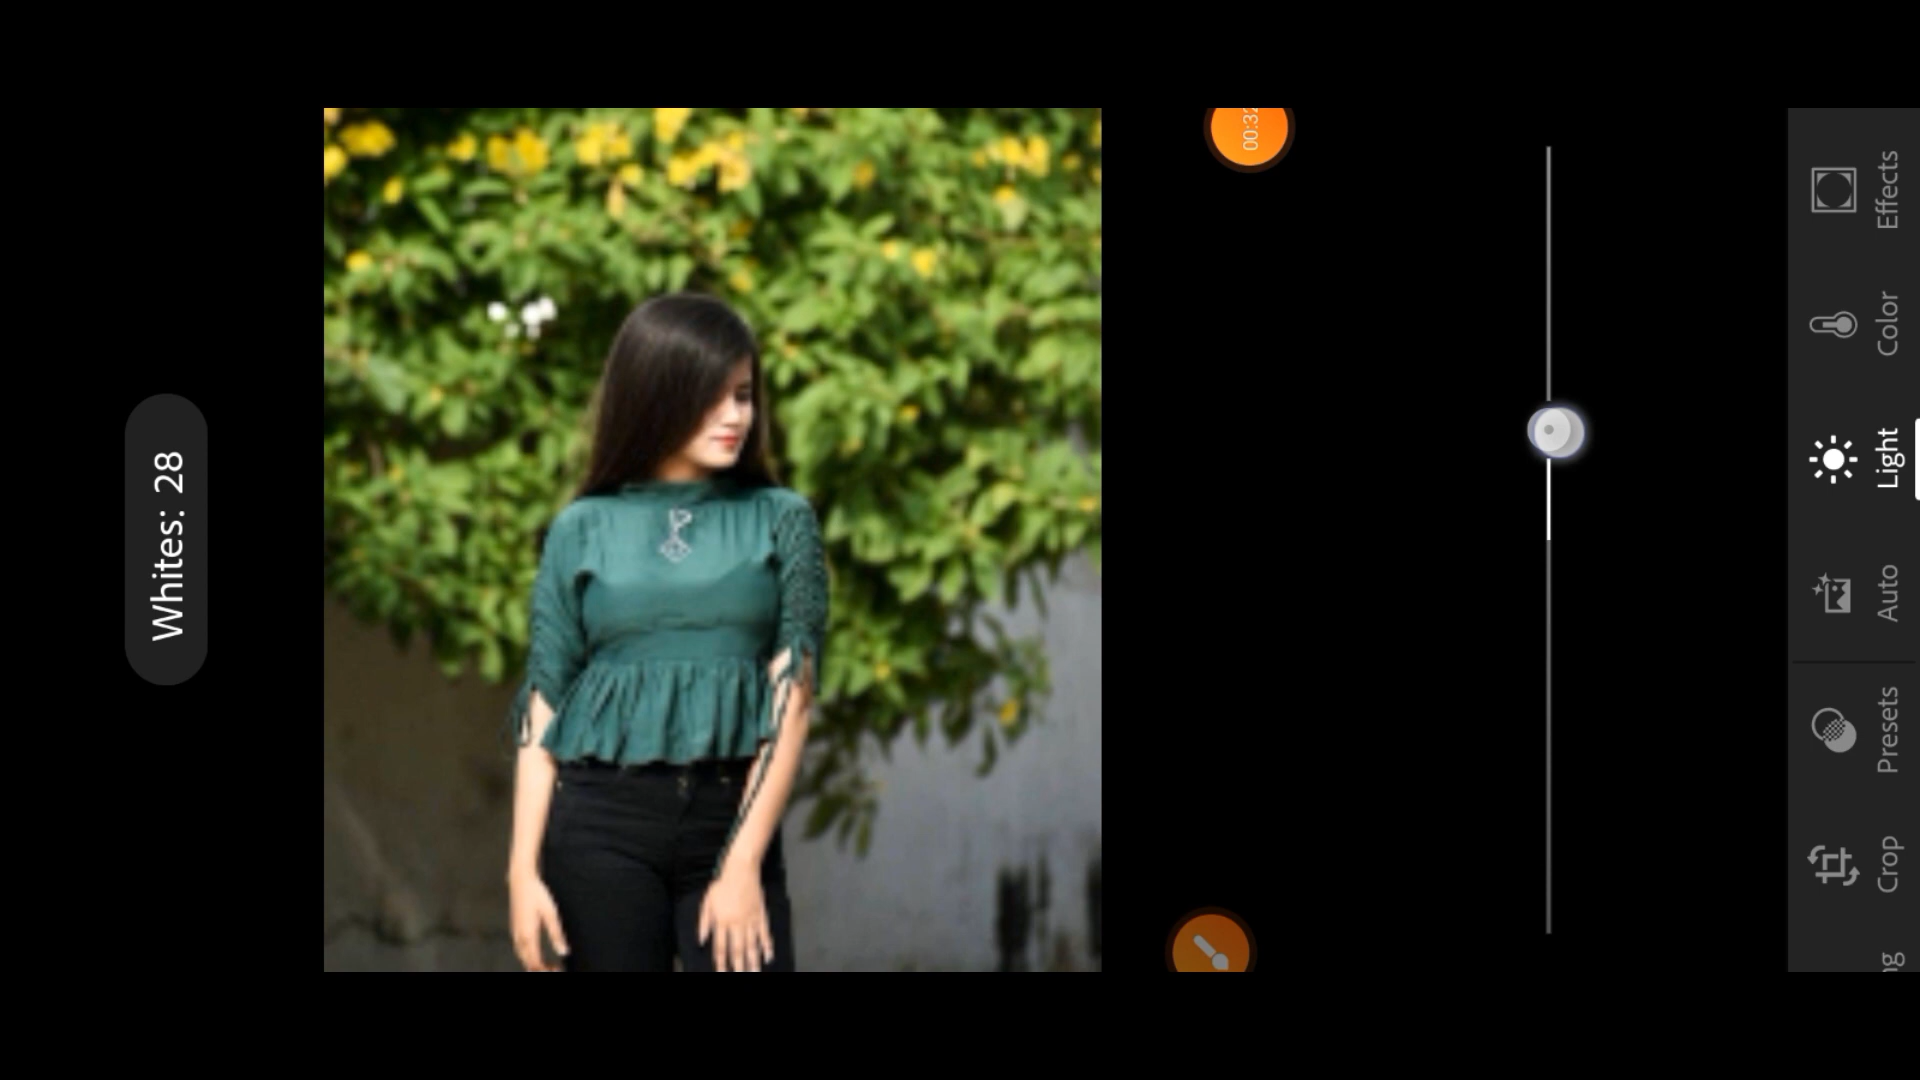 Whites: 28
00:32
Effects
Color
Light
Auto
Presets
Crop